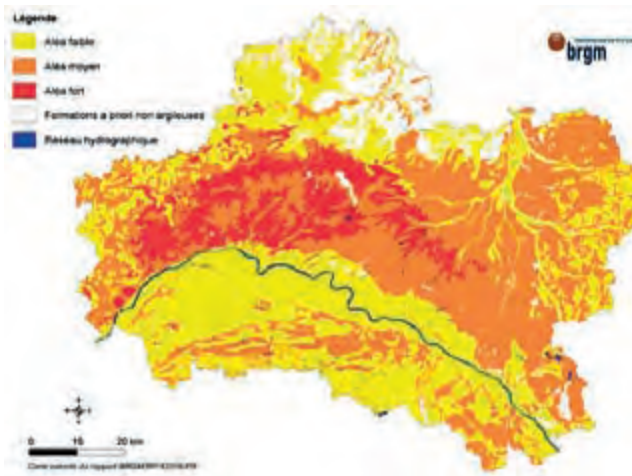 Légende
Aléa faible
Aléa moyen
Aléa fort
Formations a priori non argileuses
Réseau hydrographique
brgm
0 10 20 km